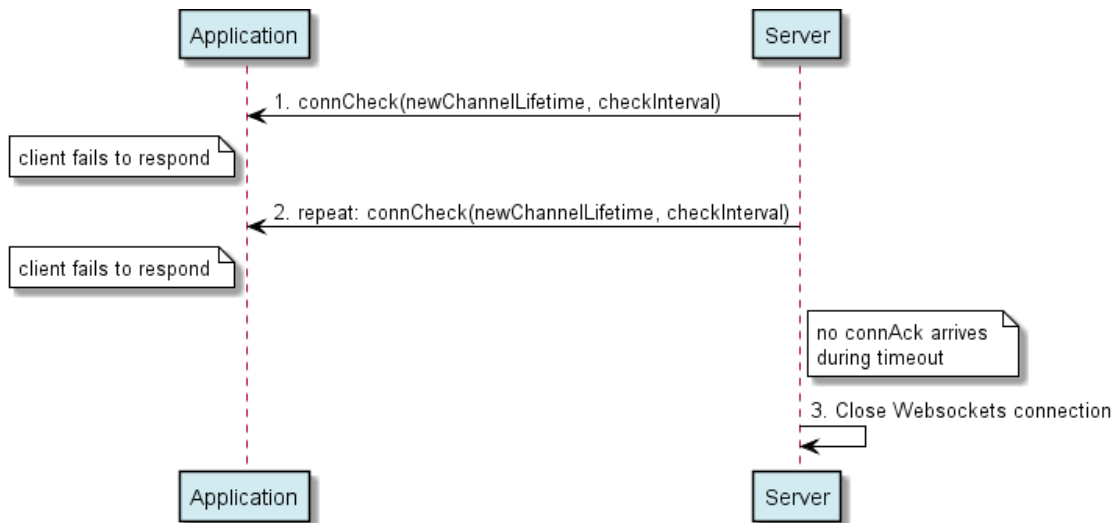 Application
Server
1. connCheck(newChannelLifetime, checkInterval)
client fails to respond
2. repeat: connCheck(newChannelLifetime, checkInterval)
client fails to respond
no connAck arrives
during timeout
3. Close Websockets connection
Application
Server